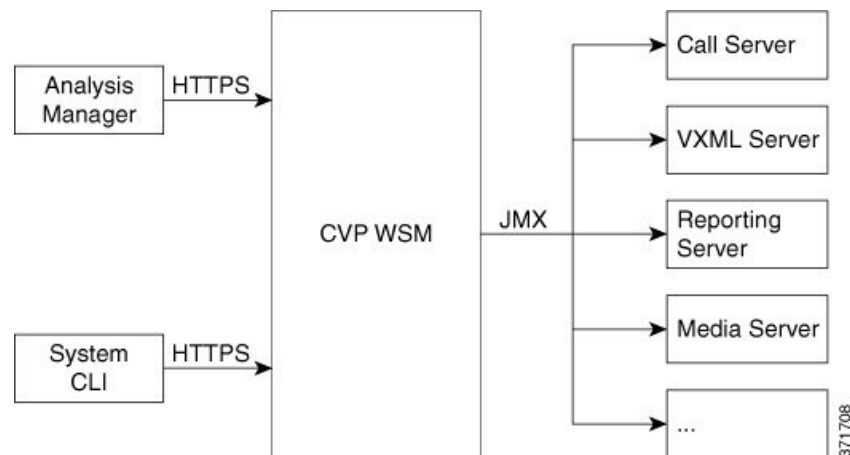 Analysis
Manager
HTTPS
System
CLI
HTTPS
CVP WSM
JMX
Call Server
VXML Server
Reporting
Server
Media Server
...
371708